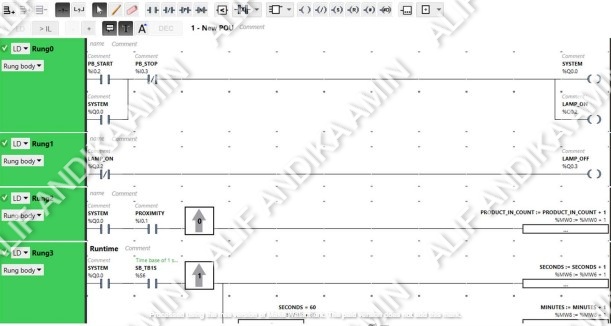 > IL
T
A
DEC
1 - New POU Comment
LD Rung0
name Comment
Rung body
Comment
PB_START
%I0.2
Comment
PB_STOP
%I0.3
Comment
SYSTEM
%Q0.0
Comment
SYSTEM
%Q0.0
LD Rung1
name Comment
Rung body
LAMP_ON
%Q0.2
Comment
LAMP_OFF
%Q0.3
LD
name Comment
Rung body
Comment
SYSTEM
%Q0.0
Comment
PROXIMITY
%I0.1
0
PRODUCT_IN_COUNT := PRODUCT_IN_COUNT + 1
%MW0 := %MW0 + 1
...
LD Rung3
Runtime Comment
Rung body
Comment
SYSTEM
%Q0.0
Time base of 1 s...
SB_TB1S
%S6
1
SECONDS := SECONDS + 1
%MW6 := %MW6 + 1
...
SECONDS = 60
MINUTES := MINUTES + 1
%MW8 := %MW8 + 1
ALIF ANDIKA AMIN